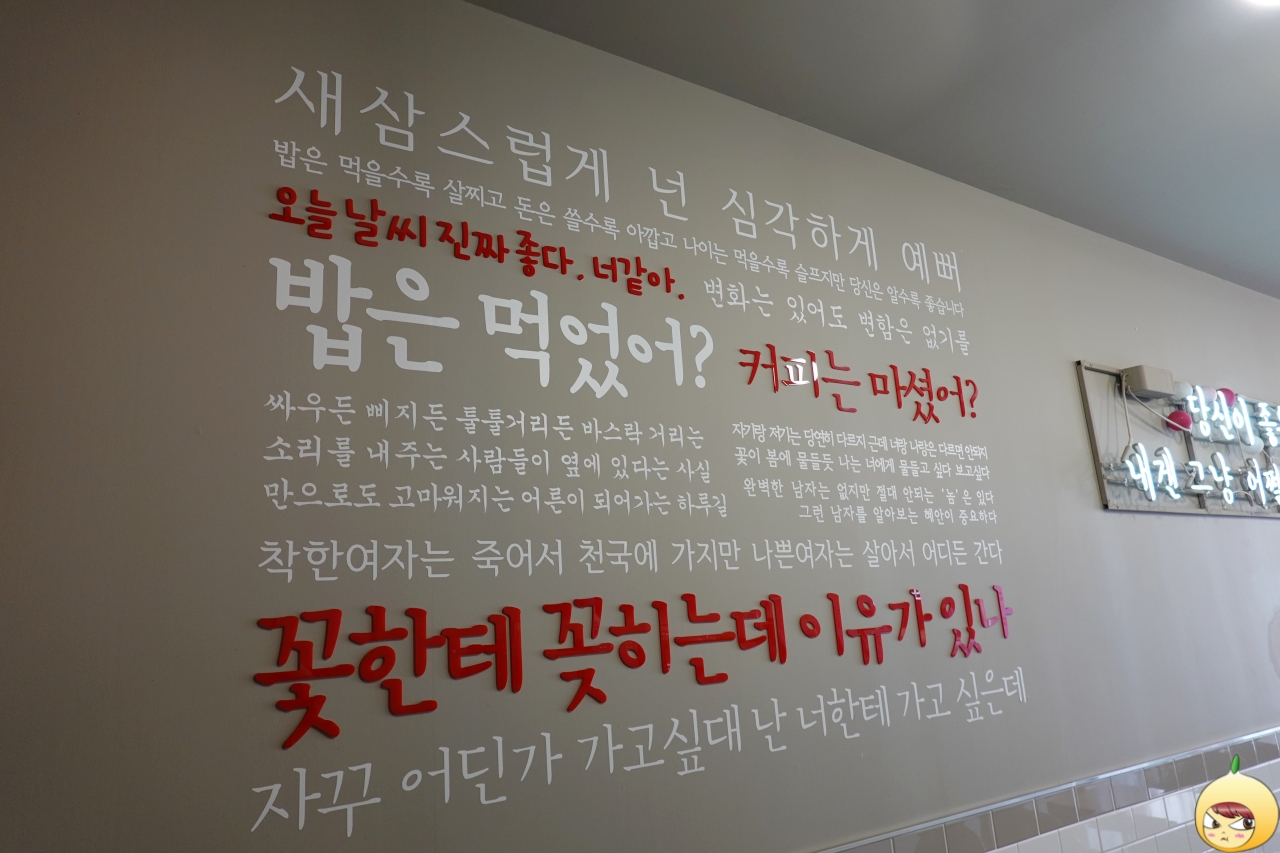 새삼스럽게 넌 심각하게 예뻐
밥은 먹을수록 살찌고 돈은 쓸수록 아깝고 나이는 먹을수록 슬프지만 당신은 알수록 좋습니다
오늘 날씨 진짜 좋다. 너같아.
변화는 있어도 변함은 없기를
밥은 먹었어?
커피는 마셨어?
싸우든 삐지든 툴툴거리든 바스락 거리는
소리를 내주는 사람들이 옆에 있다는 사실
만으로도 고마워지는 어른이 되어가는 하루길
자기랑 저기는 당연히 다르지 근데 너랑 나랑은 다르면 안되지
꽃이 봄에 물들듯 나는 너에게 물들고 싶다 보고싶다
완벽한 남자는 없지만 절대 안되는 '놈'은 있다
그런 남자를 알아보는 혜안이 중요하다
착한여자는 죽어서 천국에 가지만 나쁜여자는 살아서 어디든 간다
꽃한테 꽂히는데 이유가 있나
자꾸 어딘가 가고싶대 난 너한테 가고 싶은데
당신이
내겐 그냥